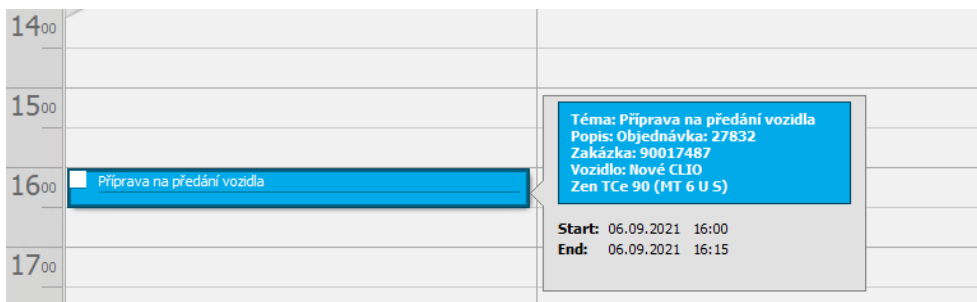 14 00
15 00
16 00
17 00
Příprava na předání vozidla
Téma: Příprava na předání vozidla
Popis: Objednávka: 27832
Zakázka: 90017487
Vozidlo: Nové CLIO
Zen TCe 90 (MT 6 U S)
Start: 06.09.2021 16:00
End: 06.09.2021 16:15